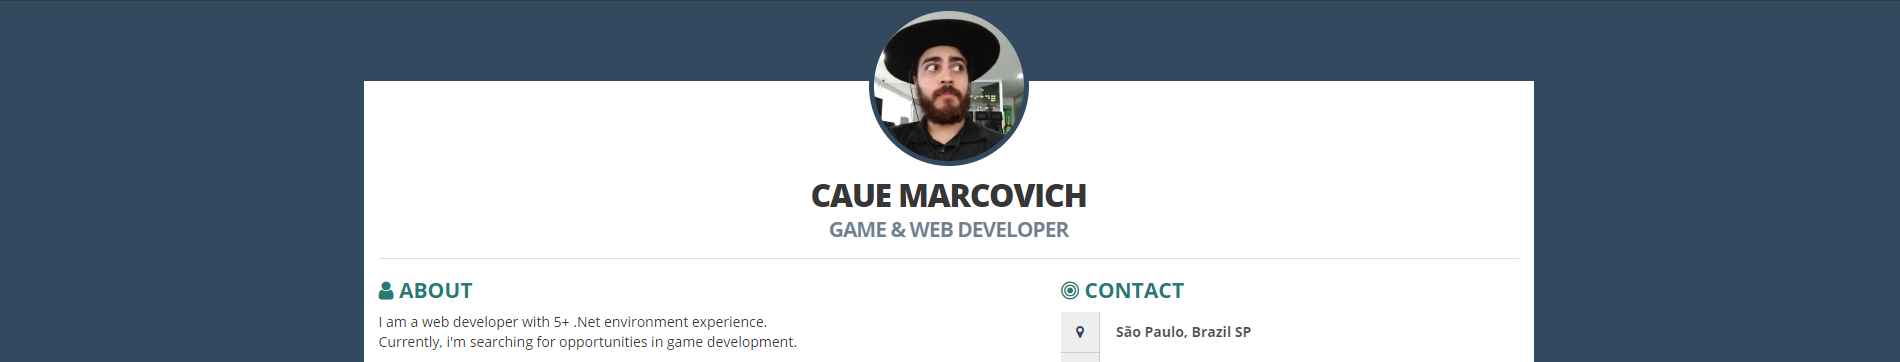 CAUE MARCOVICH
GAME & WEB DEVELOPER
ABOUT
I am a web developer with 5+ .Net environment experience.
Currently, i'm searching for opportunities in game development.
CONTACT
São Paulo, Brazil SP